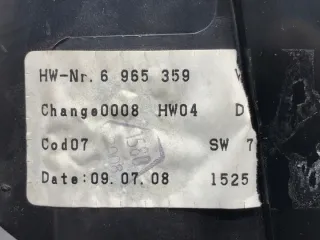 HW-Nr. 6 965 359
Change0008 HW04 D
Cod07 SW 7
Date:09.07.08 1525